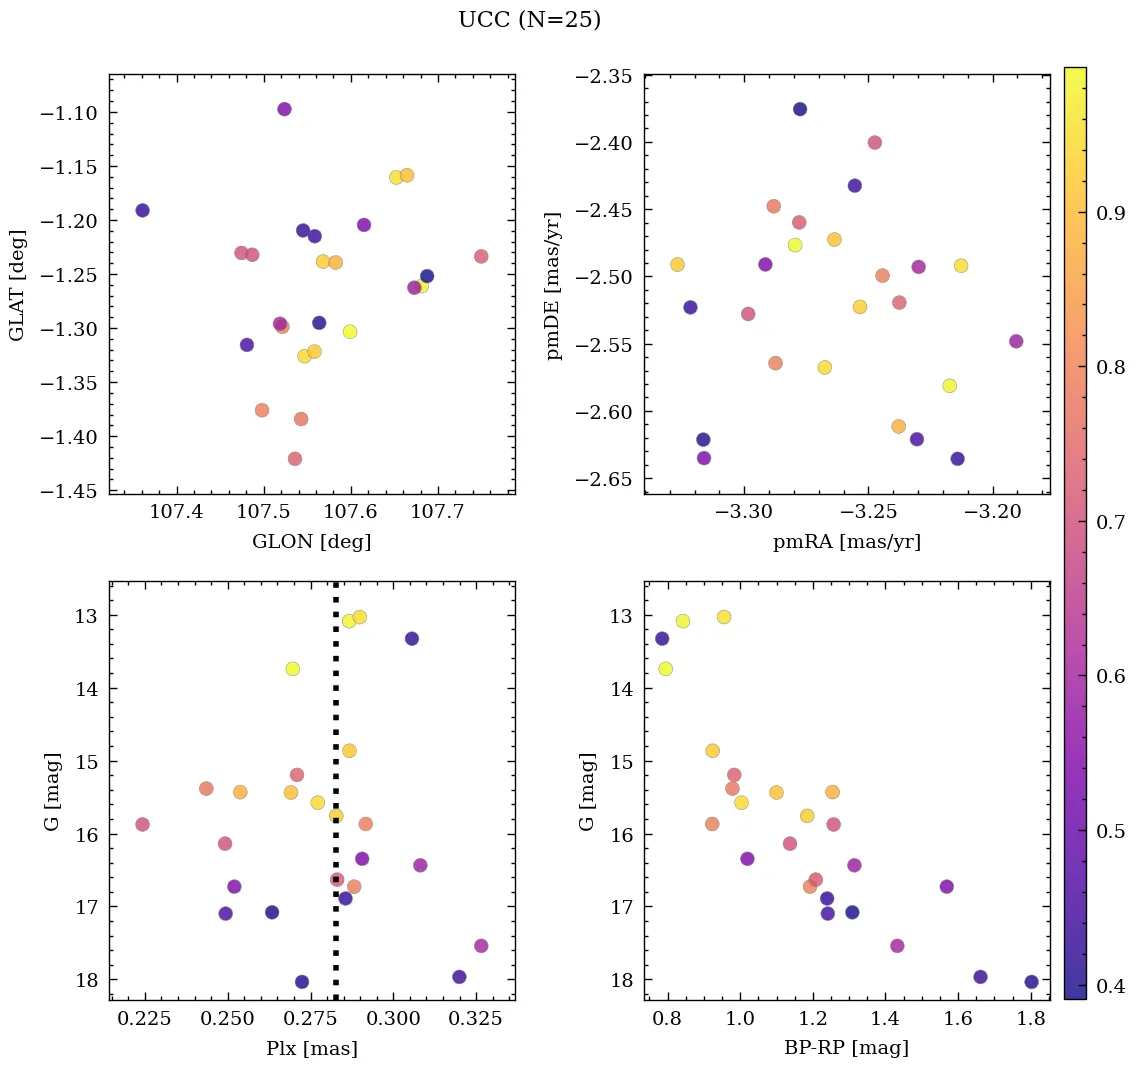 UCC (N=25)
−1.10
−1.15
−1.20
−1.25
−1.30
−1.35
−1.40
−1.45
GLAT [deg]
107.4 107.5 107.6 107.7
GLON [deg]
−2.35
−2.40
−2.45
−2.50
−2.55
−2.60
−2.65
pmDE [mas/yr]
−3.30 −3.25 −3.20
pmRA [mas/yr]
13
14
15
16
17
18
G [mag]
0.225 0.250 0.275 0.300 0.325
Plx [mas]
13
14
15
16
17
18
G [mag]
0.8 1.0 1.2 1.4 1.6 1.8
BP-RP [mag]
0.9
0.8
0.7
0.6
0.5
0.4